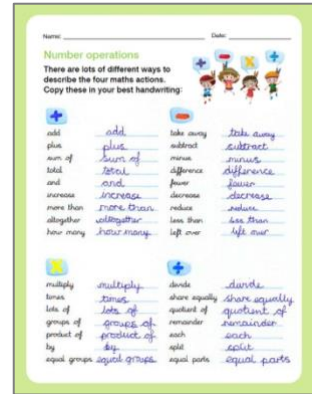 Name: Date:
Number operations
There are lots of different ways to
describe the four maths actions.
Copy these in your best handwriting:
+
add add
plus plus
sum of sum of
total total
and and
increase increase
more than more than
altogether altogether
how many how many
−
take away take away
subtract subtract
minus minus
difference difference
fewer fewer
decrease decrease
reduce reduce
less than less than
left over left over
×
multiply multiply
times times
lots of lots of
groups of groups of
product of product of
by by
equal groups equal groups
÷
divide divide
share equally share equally
quotient of quotient of
remainder remainder
each each
split split
equal parts equal parts